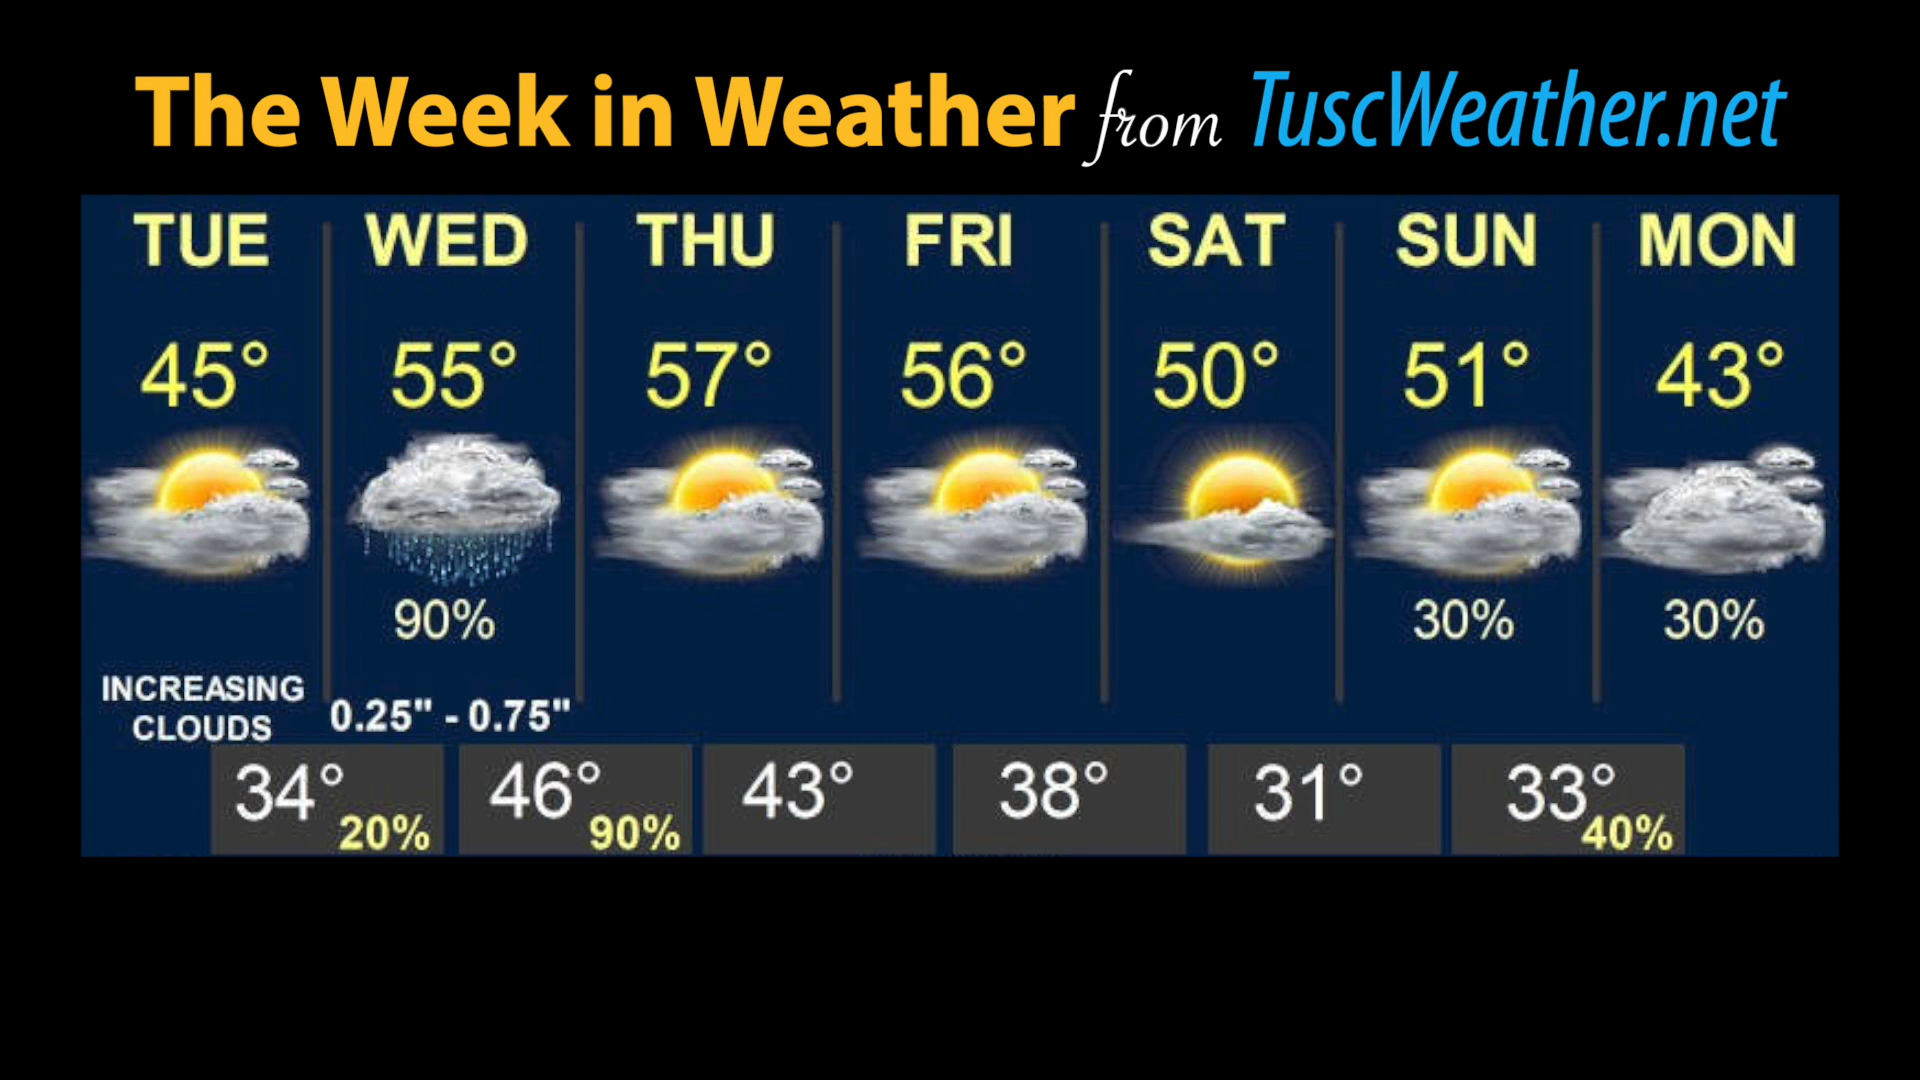 The Week in Weather from TuscWeather.net
TUE WED THU FRI SAT SUN MON
45° 55° 57° 56° 50° 51° 43°
90% 30% 30%
INCREASING
CLOUDS
0.25" - 0.75"
34° 46° 43° 38° 31° 33°
20% 90% 40%